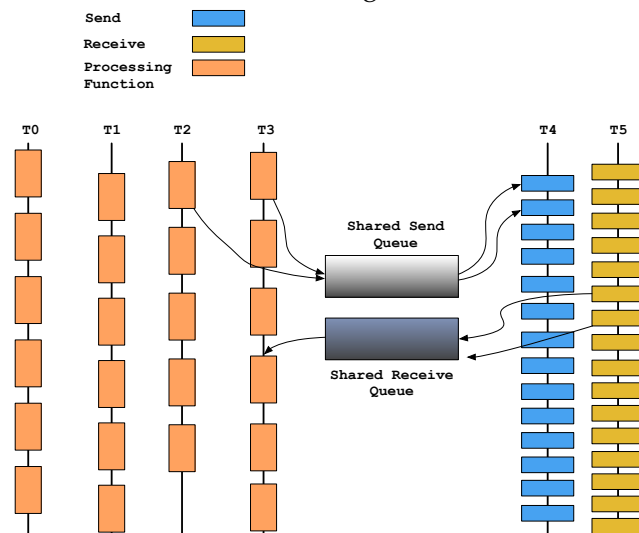 Send
Receive
Processing
Function
T0 T1 T2 T3 T4 T5
Shared Send
Queue
Shared Receive
Queue